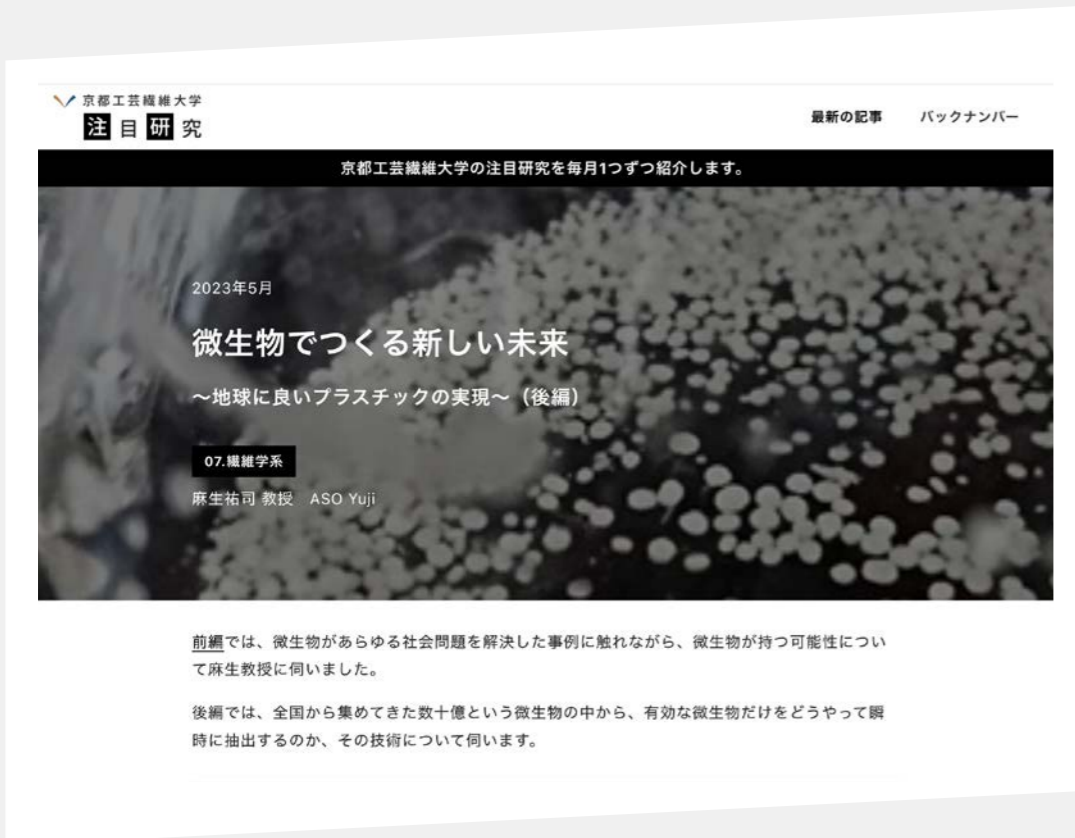 京都工芸繊維大学
注目研究
最新の記事 バックナンバー
京都工芸繊維大学の注目研究を毎月1つずつ紹介します。
2023年5月
微生物でつくる新しい未来
〜地球に良いプラスチックの実現〜（後編）
07.繊維学系
麻生祐司 教授 ASO Yuji
前編では、微生物があらゆる社会問題を解決した事例に触れながら、微生物が持つ可能性につい
て麻生教授に伺いました。
後編では、全国から集めてきた数十億という微生物の中から、有効な微生物だけをどうやって瞬
時に抽出するのか、その技術について伺います。